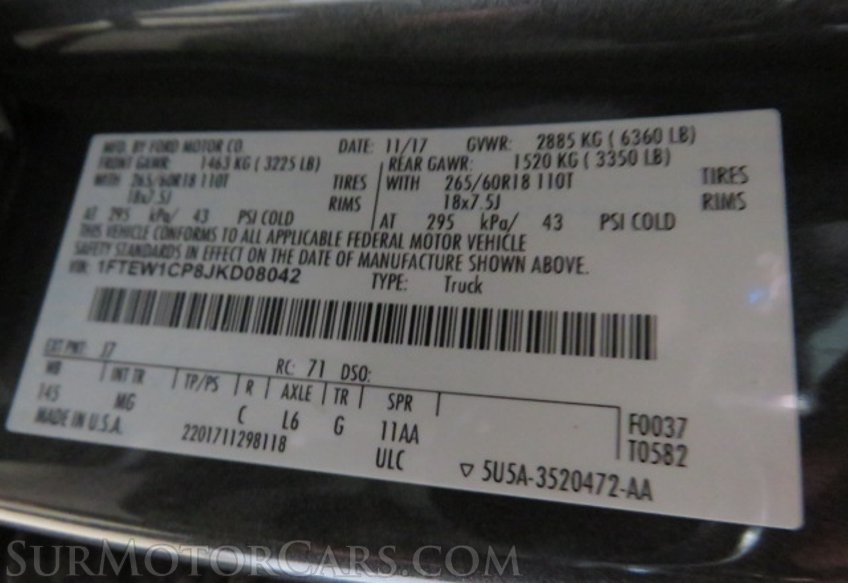 MFD. BY FORD MOTOR CO. DATE: 11/17 GVWR: 2885 KG ( 6360 LB)
FRONT GAWR: 1463 KG ( 3225 LB) REAR GAWR: 1520 KG ( 3350 LB)
WITH 265/60R18 110T TIRES WITH 265/60R18 110T TIRES
18x7.5J RIMS 18x7.5J RIMS
AT 295 kPa/ 43 PSI COLD AT 295 kPa/ 43 PSI COLD
THIS VEHICLE CONFORMS TO ALL APPLICABLE FEDERAL MOTOR VEHICLE
SAFETY STANDARDS IN EFFECT ON THE DATE OF MANUFACTURE SHOWN ABOVE.
VIN: 1FTEW1CP8JKD08042 TYPE: Truck
EXT PNT: J7 RC: 71 DSO:
WB INT TR TP/PS R AXLE TR SPR
145 MG C L6 G 11AA F0037
MADE IN U.S.A. 2201711298118 ULC T0582
5U5A-3520472-AA
SURMOTORCARS.COM